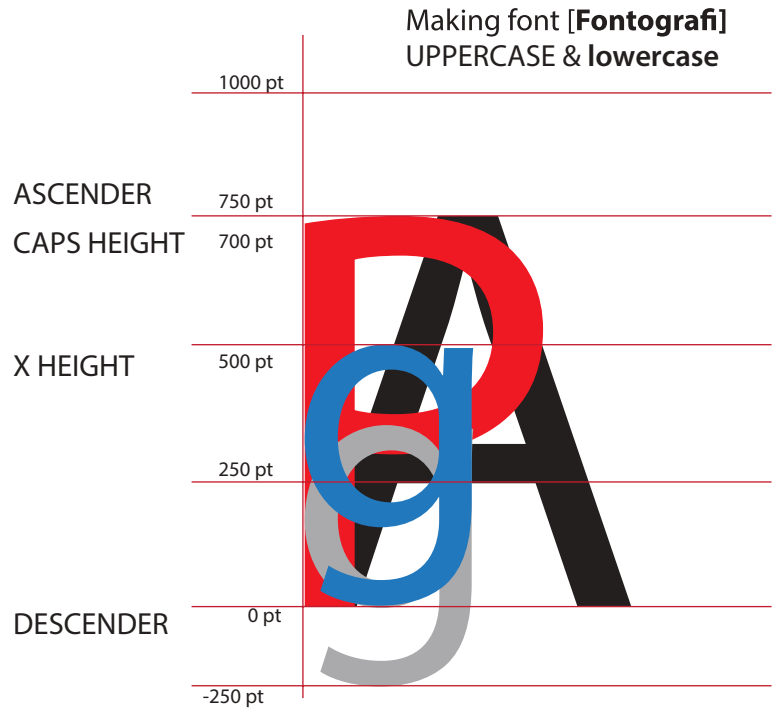 Making font [Fontografi]
UPPERCASE & lowercase
1000 pt
ASCENDER
750 pt
CAPS HEIGHT
700 pt
X HEIGHT
500 pt
250 pt
DESCENDER
0 pt
-250 pt
P
A
g
g